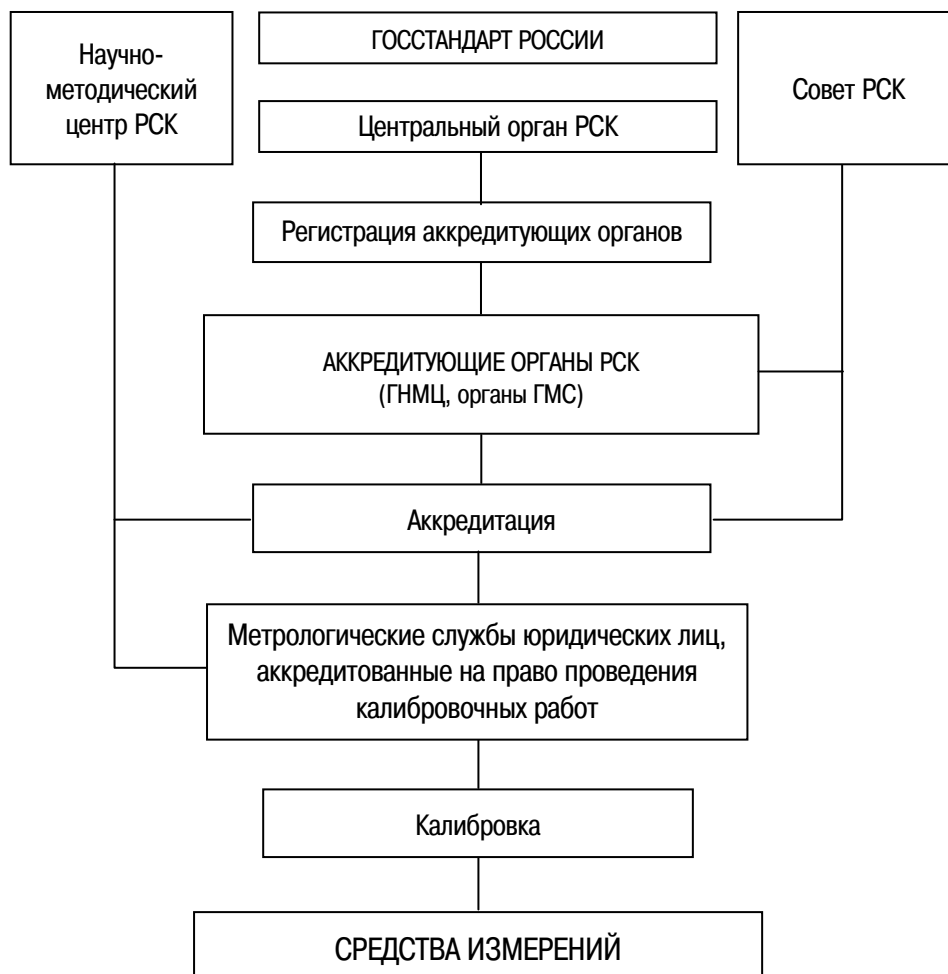 Научно-
методический
центр РСК
ГОССТАНДАРТ РОССИИ
Совет РСК
Центральный орган РСК
Регистрация аккредитующих органов
АККРЕДИТУЮЩИЕ ОРГАНЫ РСК
(ГНМЦ, органы ГМС)
Аккредитация
Метрологические службы юридических лиц,
аккредитованные на право проведения
калибровочных работ
Калибровка
СРЕДСТВА ИЗМЕРЕНИЙ